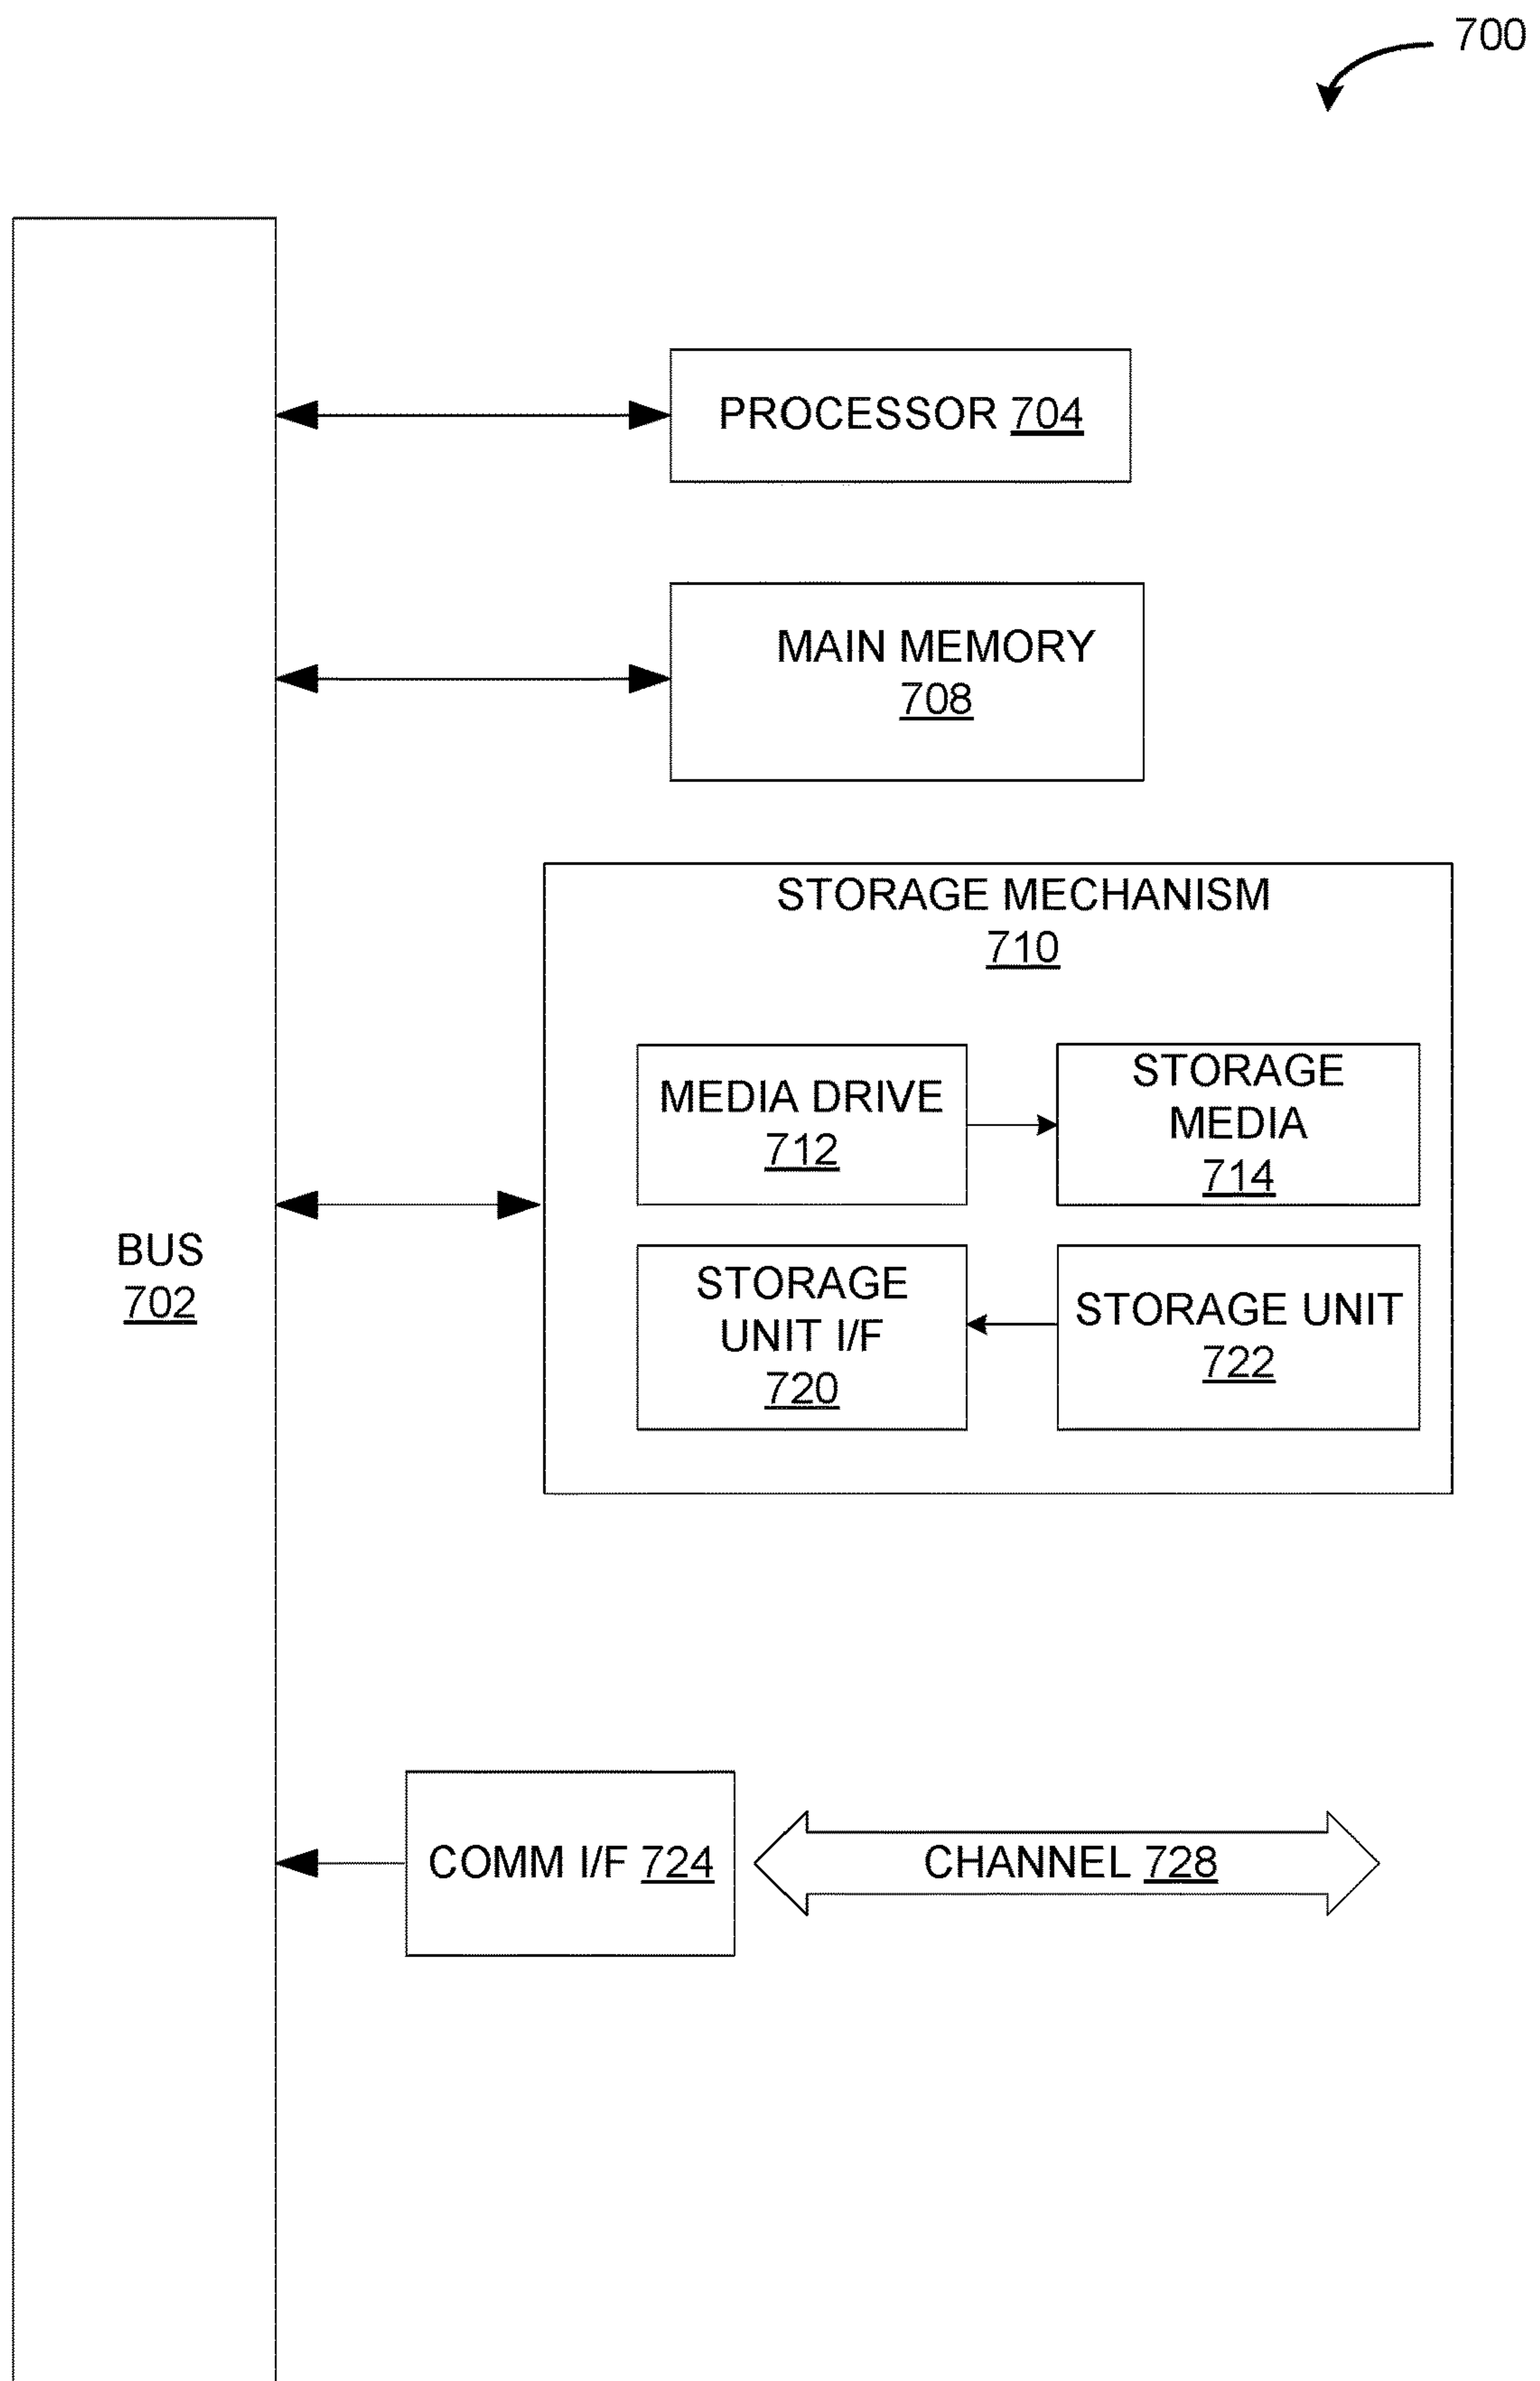 700
PROCESSOR 704
MAIN MEMORY
708
STORAGE MECHANISM
710
MEDIA DRIVE
712
STORAGE
MEDIA
714
BUS
702
STORAGE
UNIT I/F
720
STORAGE UNIT
722
COMM I/F 724
CHANNEL 728